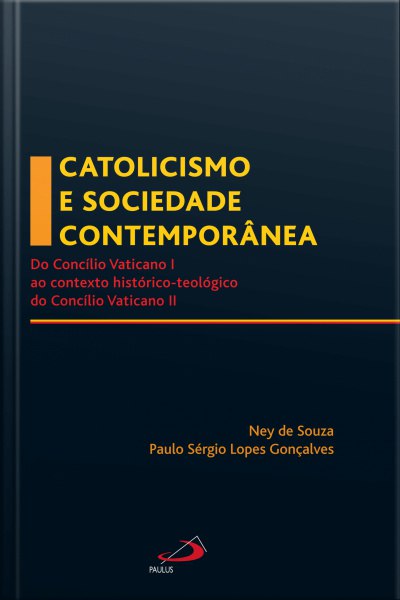 CATOLICISMO
E SOCIEDADE
CONTEMPORÂNEA
Do Concílio Vaticano I
ao contexto histórico-teológico
do Concílio Vaticano II
Ney de Souza
Paulo Sérgio Lopes Gonçalves
PAULUS